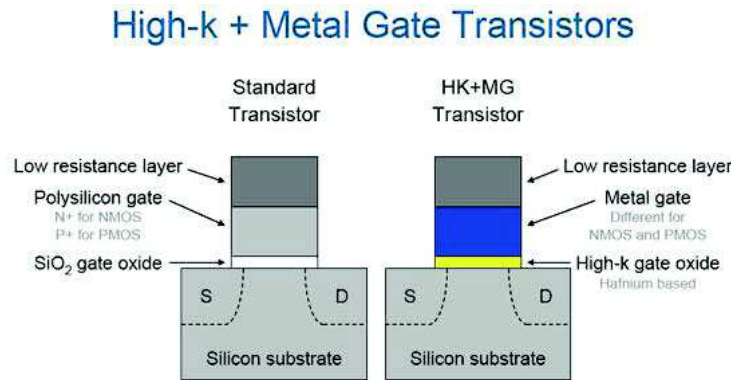 High-k + Metal Gate Transistors
Standard
Transistor
HK+MG
Transistor
Low resistance layer
Polysilicon gate
N+ for NMOS
P+ for PMOS
SiO₂ gate oxide
Low resistance layer
Metal gate
Different for
NMOS and PMOS
High-k gate oxide
Hafnium based
S
D
Silicon substrate
S
D
Silicon substrate